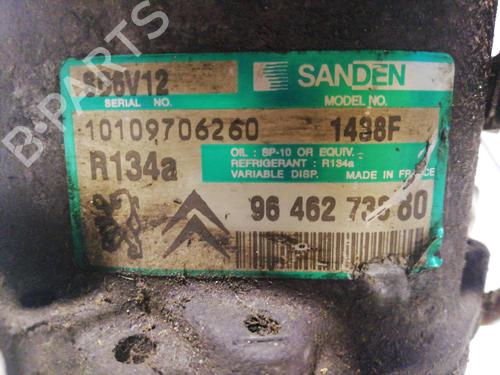 B-PARTS
SD6V12
SANDEN
SERIAL NO.
MODEL NO.
10109706260
1438F
R134a
OIL : SP-10 OR EQUIV.
REFRIGERANT : R134a
VARIABLE DISP. MADE IN FRANCE
96 462 738 80